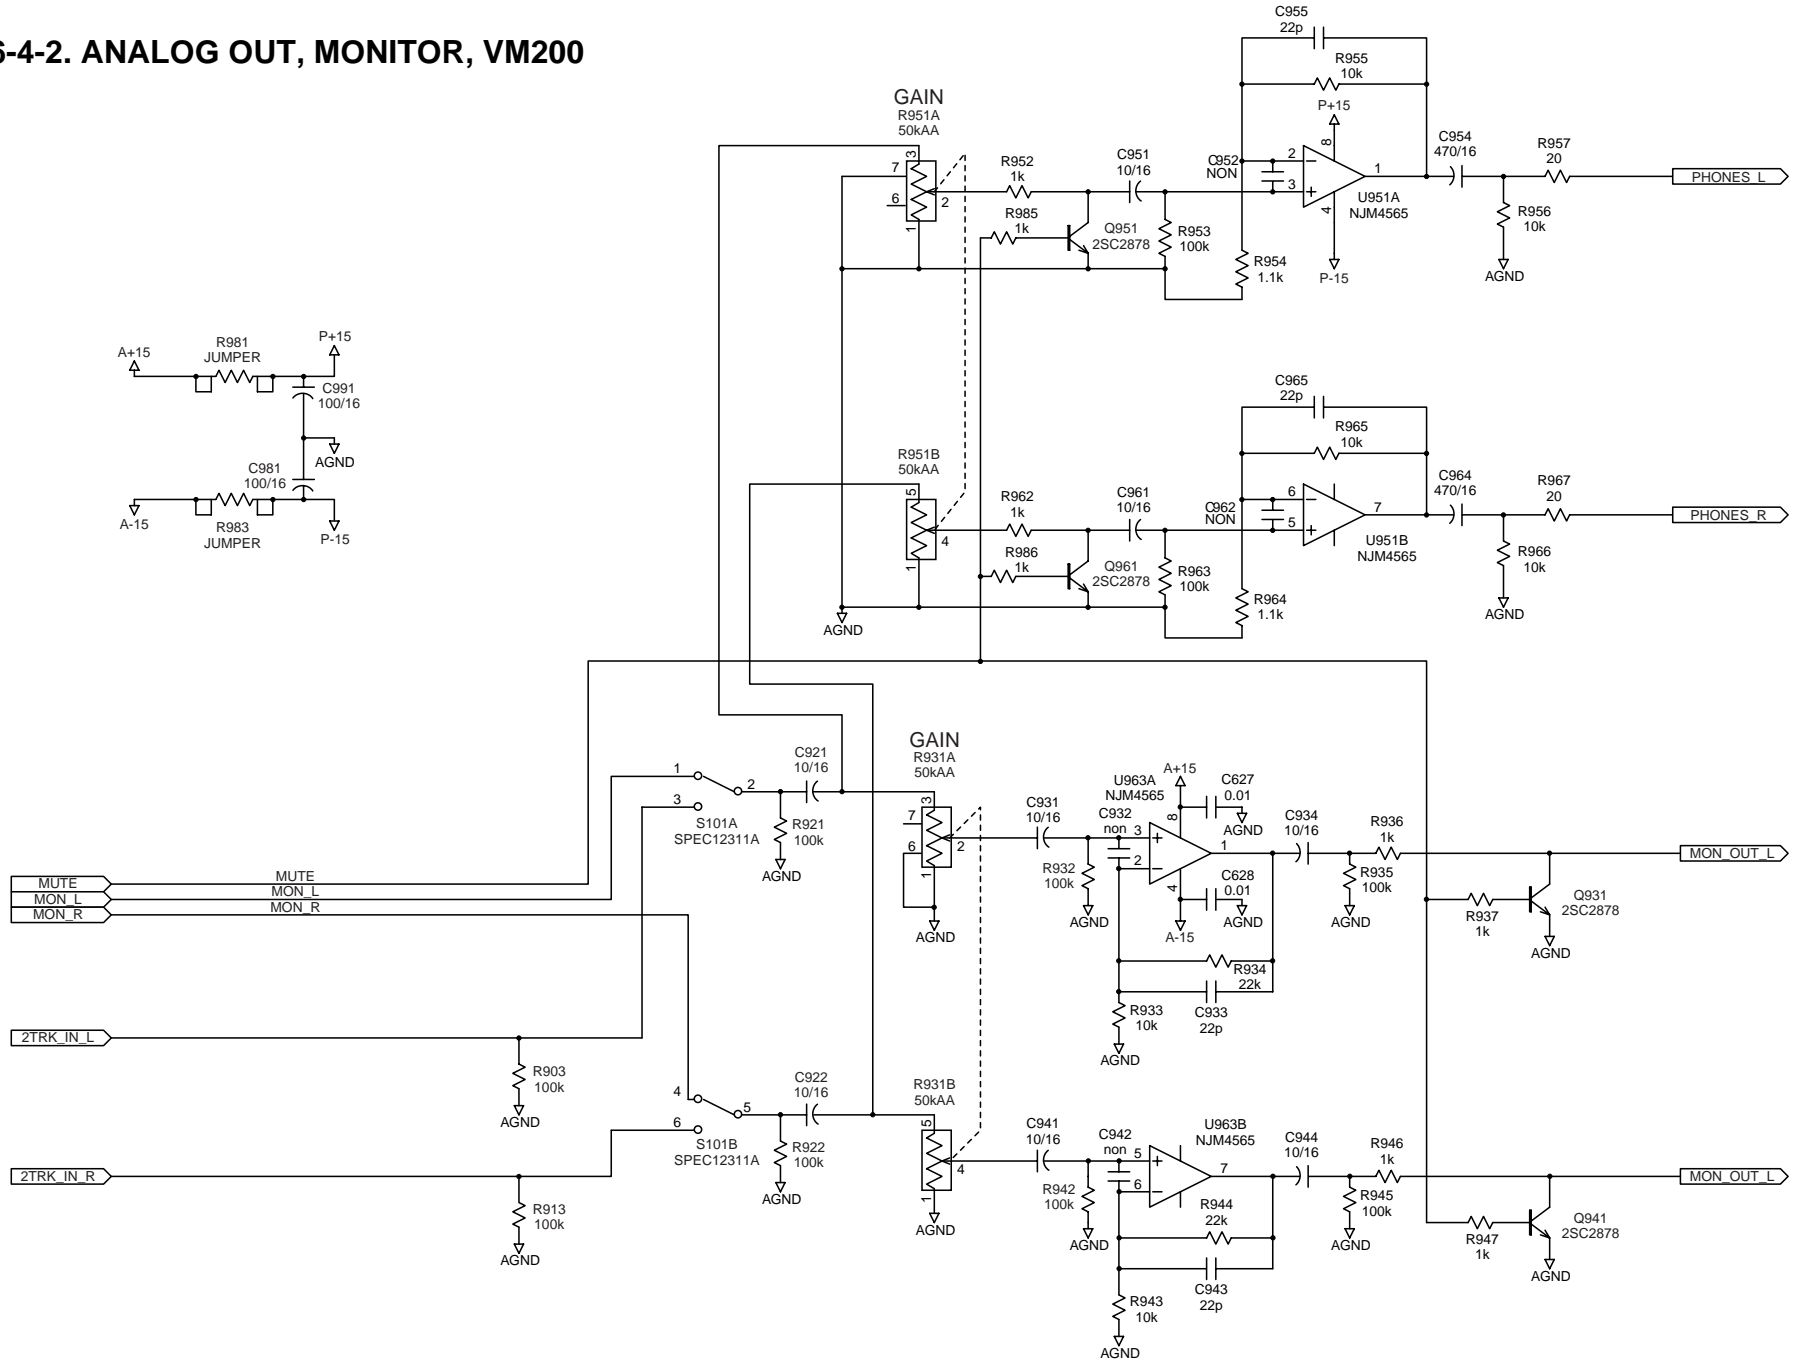 6-4-2. ANALOG OUT, MONITOR, VM200
C955
22p
R955
10k
P+15
GAIN
R951A
50kAA
3
7
6
2
1
R952
1k
C951
10/16
C952
NON
2
3
8
4
1
U951A
NJM4565
P-15
C954
470/16
R957
20
PHONES_L
R956
10k
AGND
R985
1k
Q951
2SC2878
R953
100k
R954
1.1k
A+15
R981
JUMPER
P+15
C991
100/16
AGND
C981
100/16
A-15
R983
JUMPER
P-15
C965
22p
R965
10k
R951B
50kAA
5
4
1
R962
1k
C961
10/16
C962
NON
6
5
7
U951B
NJM4565
C964
470/16
R967
20
PHONES_R
R966
10k
AGND
R986
1k
Q961
2SC2878
R963
100k
R964
1.1k
AGND
GAIN
R931A
50kAA
3
7
6
2
1
AGND
1
3
2
S101A
SPEC12311A
C921
10/16
R921
100k
AGND
C931
10/16
R932
100k
AGND
C932
non
U963A
NJM4565
A+15
8
3
2
1
4
A-15
C627
0.01
AGND
C628
0.01
AGND
C934
10/16
R936
1k
R935
100k
AGND
MON_OUT_L
R937
1k
Q931
2SC2878
AGND
R934
22k
C933
22p
R933
10k
AGND
MUTE
MUTE
MON_L
MON_L
MON_R
MON_R
2TRK_IN_L
R903
100k
AGND
2TRK_IN_R
R913
100k
AGND
4
6
5
S101B
SPEC12311A
C922
10/16
R922
100k
AGND
R931B
50kAA
5
4
1
AGND
C941
10/16
R942
100k
AGND
C942
non
5
6
7
U963B
NJM4565
C944
10/16
R946
1k
R945
100k
AGND
MON_OUT_L
R947
1k
Q941
2SC2878
AGND
R944
22k
C943
22p
R943
10k
AGND